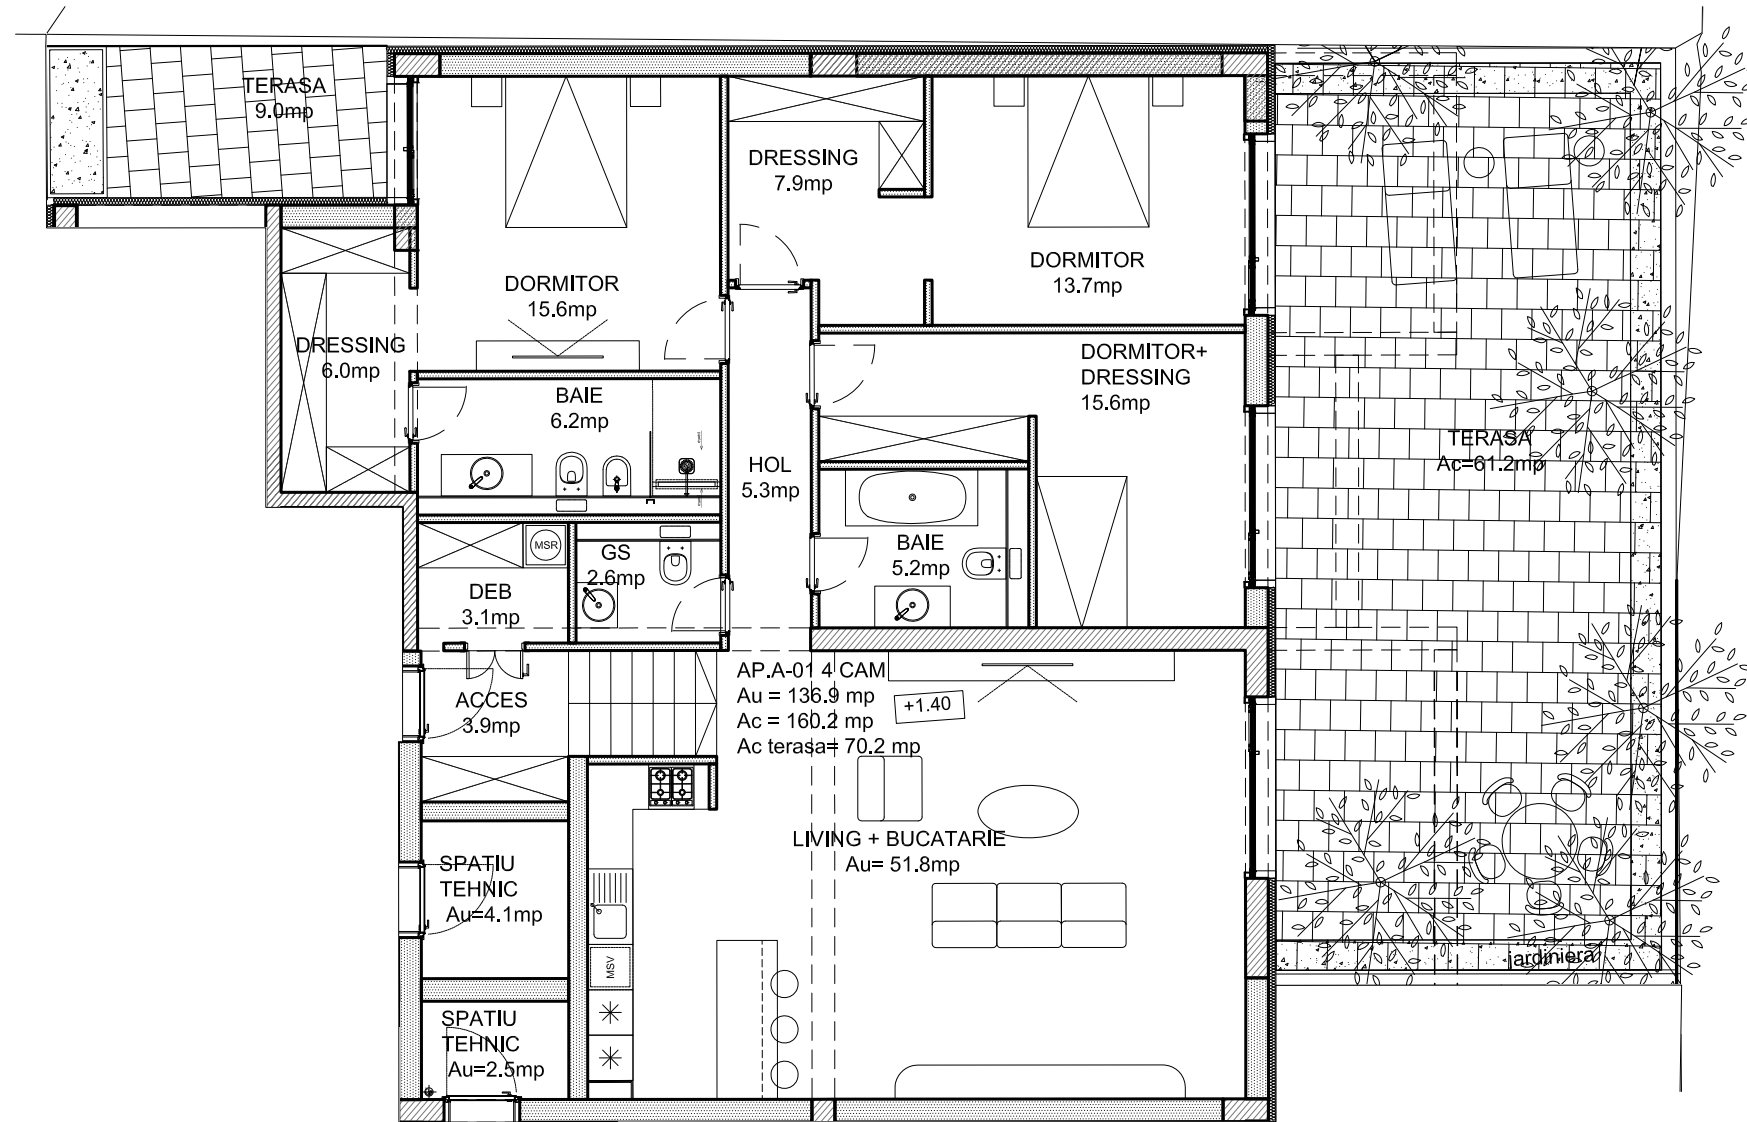 TERASA
9.0mp
DRESSING
7.9mp
DORMITOR
15.6mp
DORMITOR
13.7mp
DRESSING
6.0mp
BAIE
6.2mp
DORMITOR+
DRESSING
15.6mp
HOL
5.3mp
TERASA
Ac=61.2mp
MSR
GS
2.6mp
BAIE
5.2mp
DEB
3.1mp
ACCES
3.9mp
AP.A-01 4 CAM
Au = 136.9 mp
Ac = 160.2 mp
Ac terasa= 70.2 mp
+1.40
LIVING + BUCATARIE
Au= 51.8mp
SPATIU
TEHNIC
Au=4.1mp
MSV
jardiniera
SPATIU
TEHNIC
Au=2.5mp